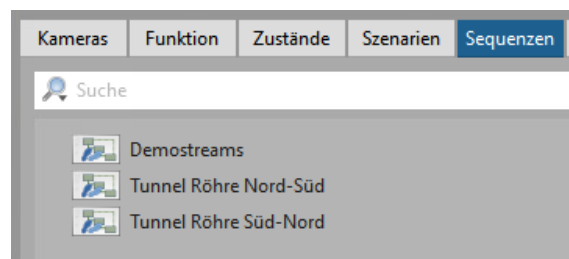 Kameras Funktion Zustände Szenarien Sequenzen
Suche
Demostreams
Tunnel Röhre Nord-Süd
Tunnel Röhre Süd-Nord